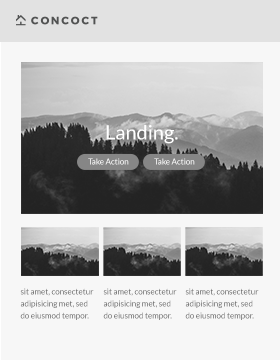 CONCOCT
Landing.
Take Action Take Action
sit amet, consectetur
adipisicing met, sed
do eiusmod tempor.
sit amet, consectetur
adipisicing met, sed
do eiusmod tempor.
sit amet, consectetur
adipisicing met, sed
do eiusmod tempor.